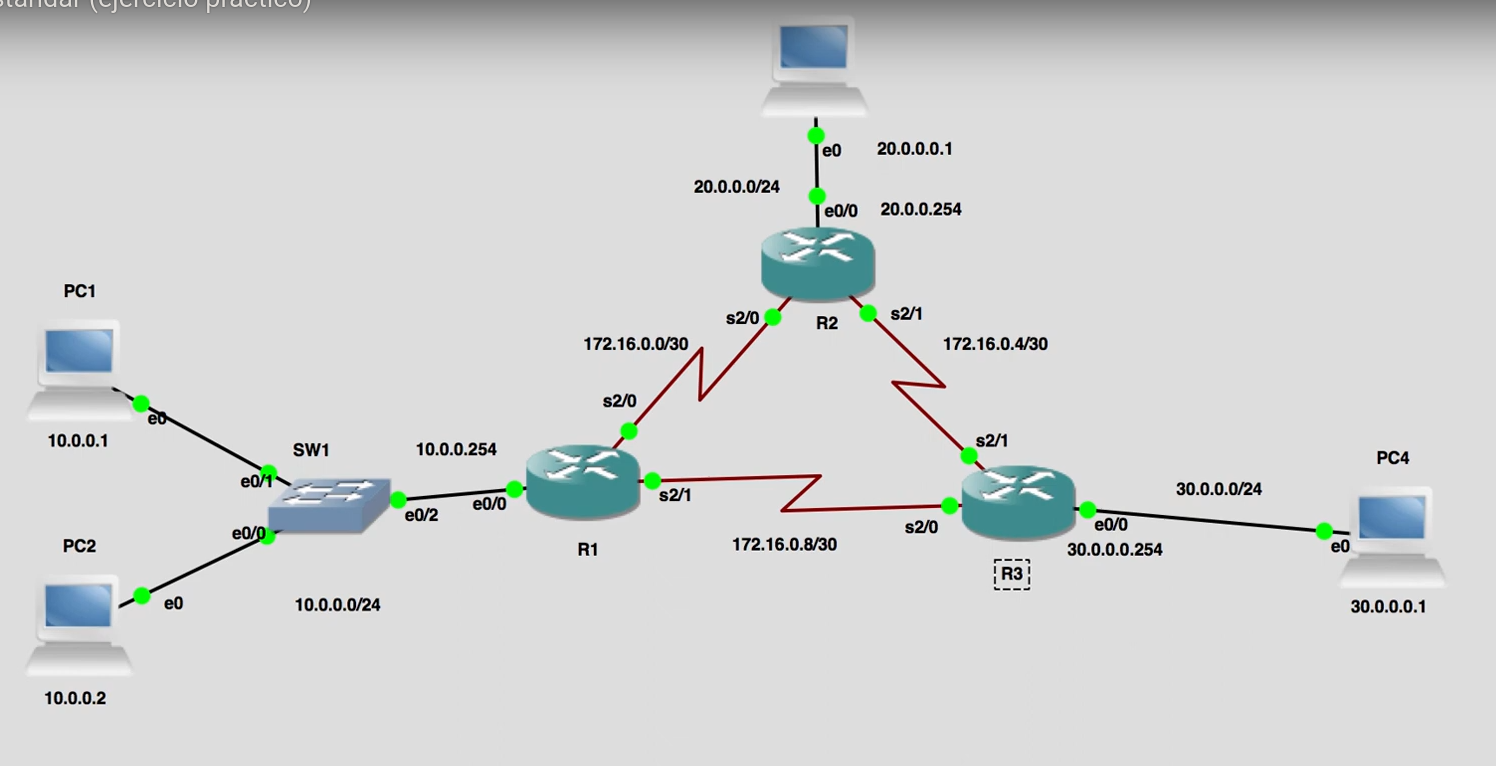 stándar (ejercicio práctico)
e0
20.0.0.0.1
20.0.0.0/24
e0/0
20.0.0.254
PC1
s2/0
R2
s2/1
172.16.0.0/30
172.16.0.4/30
s2/0
e0
10.0.0.1
SW1
10.0.0.254
s2/1
PC4
e0/1
e0/0
s2/1
30.0.0.0/24
e0/2
e0/0
s2/0
e0/0
PC2
R1
172.16.0.8/30
30.0.0.0.254
e0
R3
e0
10.0.0.0/24
30.0.0.0.1
10.0.0.2